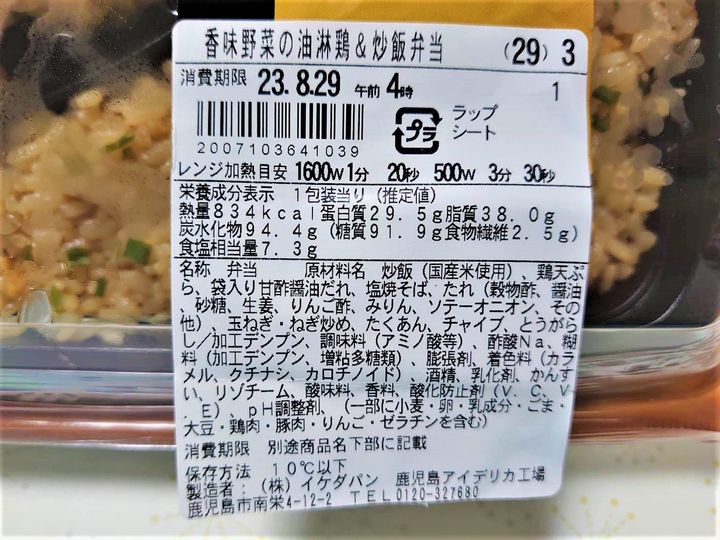 香味野菜の油淋鶏&炒飯弁当 (29) 3
消費期限 23.8.29 午前 4時 1
プラ ラップ
シート
2007103641039
レンジ加熱目安 1600W 1分 20秒 500W 3分 30秒
栄養成分表示 1包装当り (推定値)
熱量834kcal蛋白質29.5g脂質38.0g
炭水化物94.4g(糖質91.9g食物繊維2.5g)
食塩相当量7.3g
名称 弁当 原材料名 炒飯(国産米使用)、鶏天ぷ
ら、袋入り甘酢醤油だれ、塩焼そば、たれ(穀物酢、醤油
、砂糖、生姜、りんご酢、みりん、ソテーオニオン、その
他)、玉ねぎ・ねぎ炒め、たくあん、チャイブ、とうがら
し/加工デンプン、調味料(アミノ酸等)、酢酸Na、糊
料(加工デンプン、増粘多糖類)、膨張剤、着色料(カラ
メル、クチナシ、カロチノイド)、酒精、乳化剤、かんす
い、リゾチーム、酸味料、香料、酸化防止剤(V.C、V
.E)、pH調整剤、(一部に小麦・卵・乳成分・ごま・
大豆・鶏肉・豚肉・りんご・ゼラチンを含む)
消費期限 別途商品名下部に記載
保存方法 10℃以下
製造者:(株)イケダパン 鹿児島アイデリカ工場
鹿児島市南栄4-12-2 TEL0120-327680